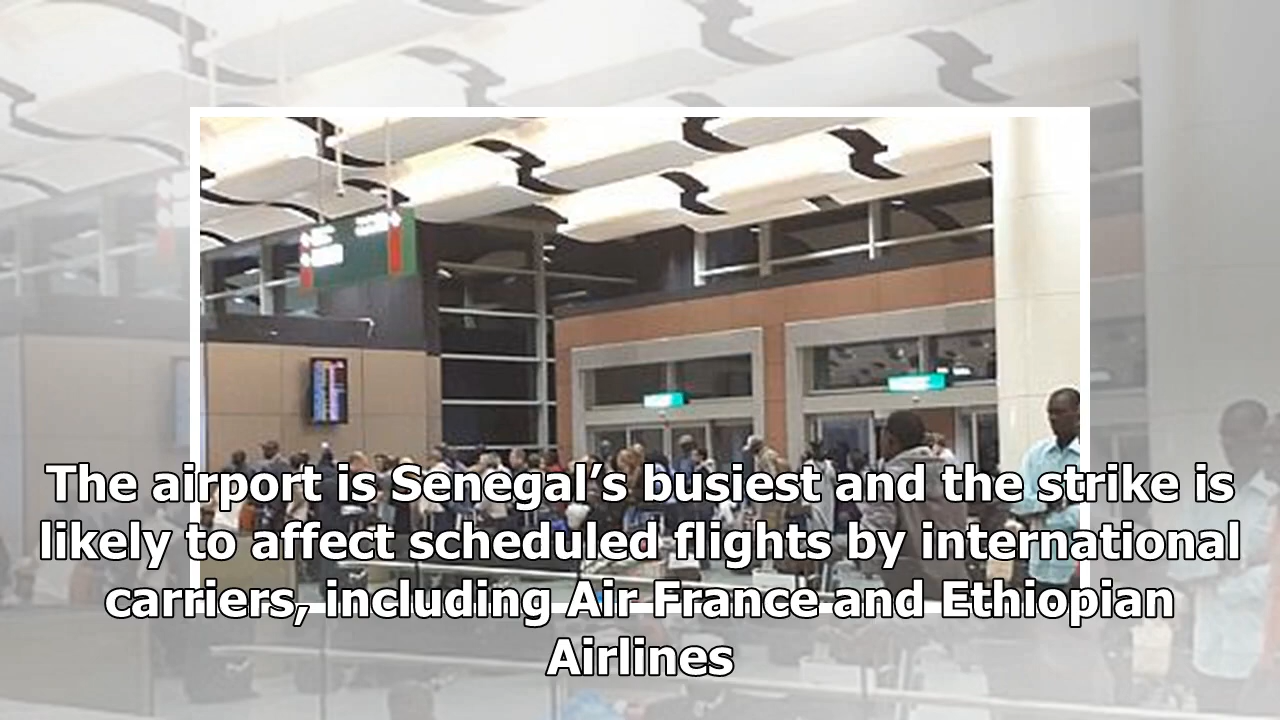 The airport is Senegal’s busiest and the strike is
likely to affect scheduled flights by international
carriers, including Air France and Ethiopian
Airlines